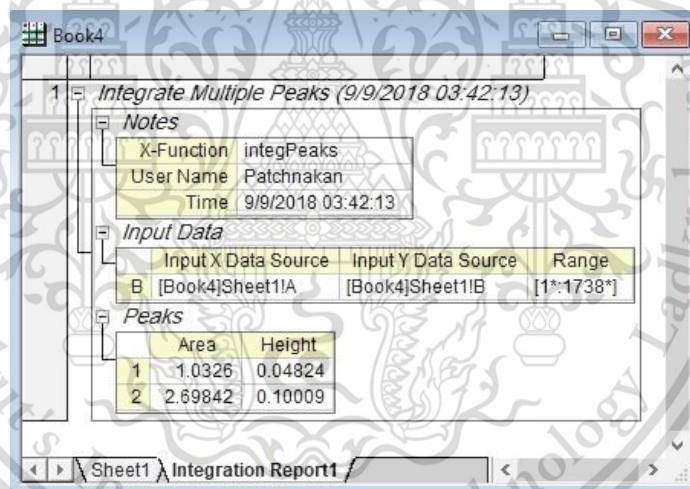 Book4
1 Integrate Multiple Peaks (9/9/2018 03:42:13)
Notes
X-Function integPeaks
User Name Patchnakan
Time 9/9/2018 03:42:13
Input Data
Input X Data Source Input Y Data Source Range
B [Book4]Sheet1!A [Book4]Sheet1!B [1*:1738*]
Peaks
Area Height
1 1.0326 0.04824
2 2.69842 0.10009
Sheet1 Integration Report1